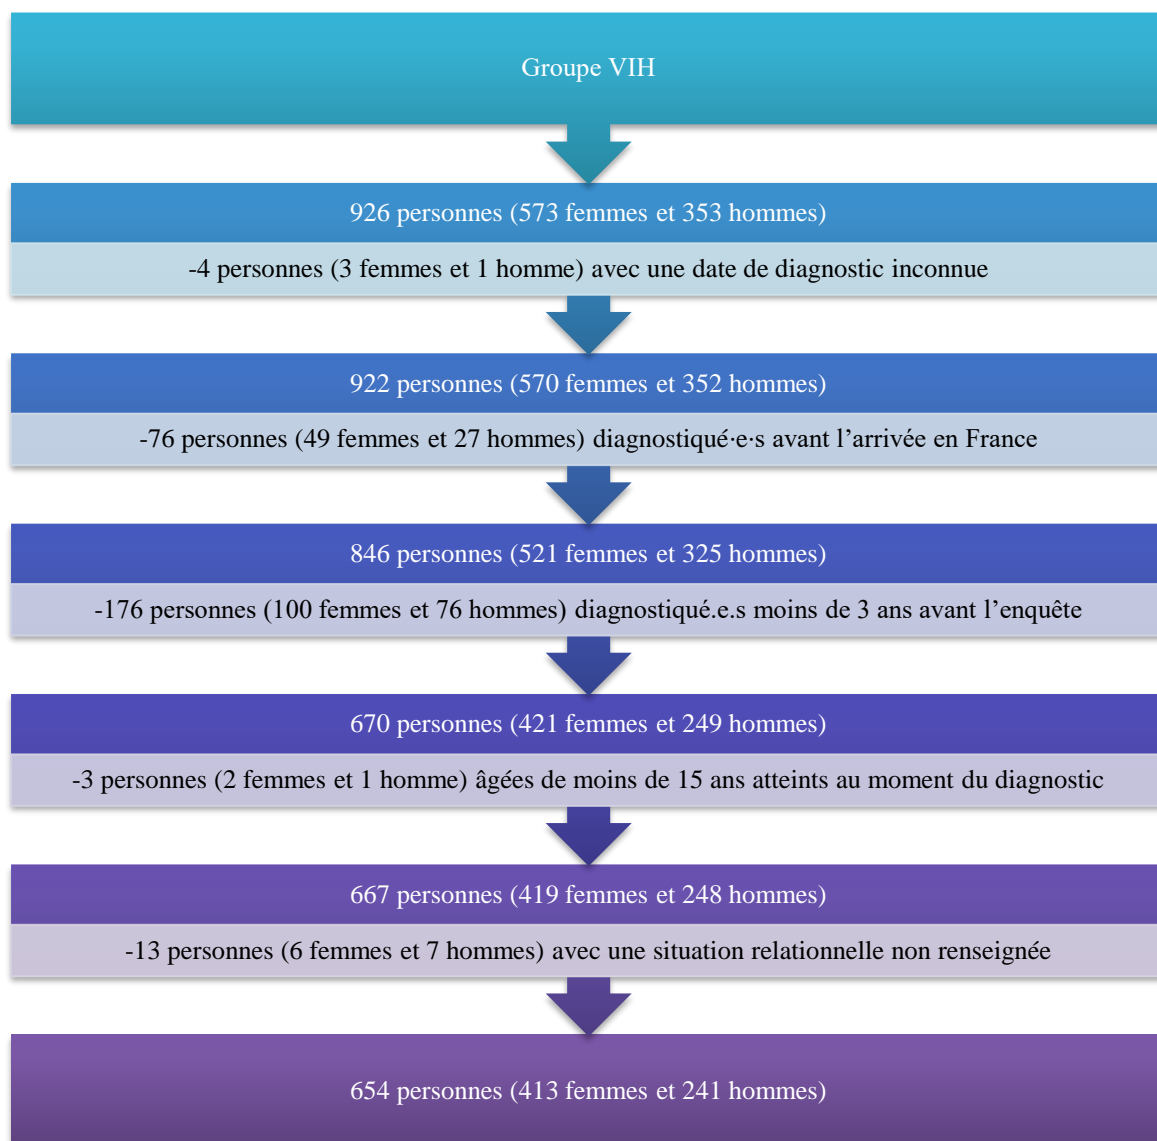 Groupe VIH
926 personnes (573 femmes et 353 hommes)
-4 personnes (3 femmes et 1 homme) avec une date de diagnostic inconnue
922 personnes (570 femmes et 352 hommes)
-76 personnes (49 femmes et 27 hommes) diagnostiqué·e·s avant l’arrivée en France
846 personnes (521 femmes et 325 hommes)
-176 personnes (100 femmes et 76 hommes) diagnostiqué.e.s moins de 3 ans avant l’enquête
670 personnes (421 femmes et 249 hommes)
-3 personnes (2 femmes et 1 homme) âgées de moins de 15 ans atteints au moment du diagnostic
667 personnes (419 femmes et 248 hommes)
-13 personnes (6 femmes et 7 hommes) avec une situation relationnelle non renseignée
654 personnes (413 femmes et 241 hommes)